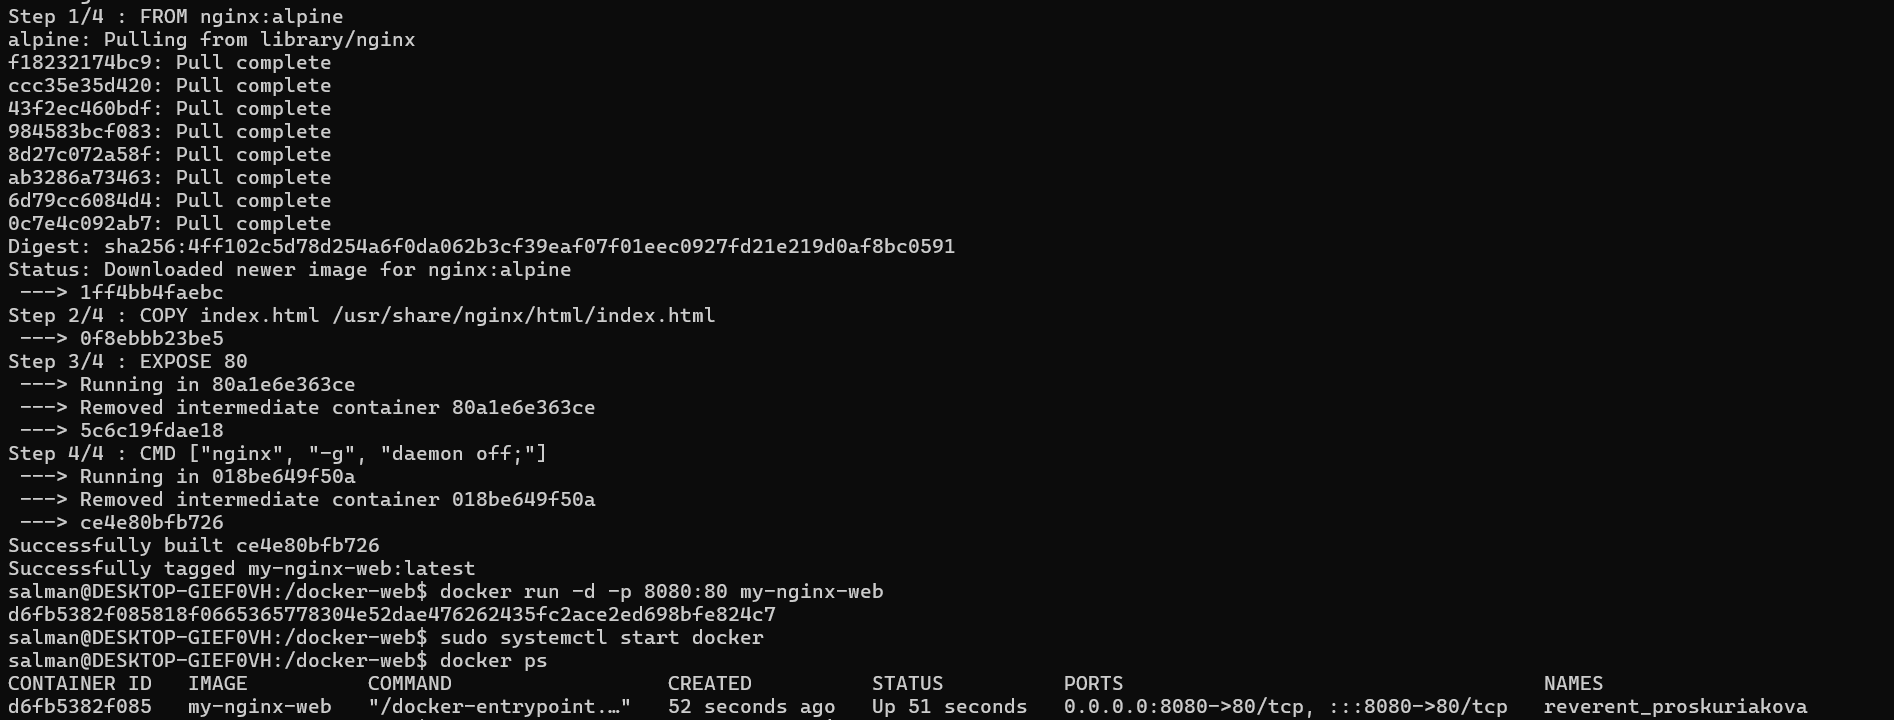 Step 1/4 : FROM nginx:alpine
alpine: Pulling from library/nginx
f18232174bc9: Pull complete
ccc35e35d420: Pull complete
43f2ec460bdf: Pull complete
984583bcf083: Pull complete
8d27c072a58f: Pull complete
ab3286a73463: Pull complete
6d79cc6084d4: Pull complete
0c7e4c092ab7: Pull complete
Digest: sha256:4ff102c5d78d254a6f0da062b3cf39eaf07f01eec0927fd21e219d0af8bc0591
Status: Downloaded newer image for nginx:alpine
 ---> 1ff4bb4faebc
Step 2/4 : COPY index.html /usr/share/nginx/html/index.html
 ---> 0f8ebbb23be5
Step 3/4 : EXPOSE 80
 ---> Running in 80a1e6e363ce
 ---> Removed intermediate container 80a1e6e363ce
 ---> 5c6c19fdae18
Step 4/4 : CMD ["nginx", "-g", "daemon off;"]
 ---> Running in 018be649f50a
 ---> Removed intermediate container 018be649f50a
 ---> ce4e80bfb726
Successfully built ce4e80bfb726
Successfully tagged my-nginx-web:latest
salman@DESKTOP-GIEF0VH:/docker-web$ docker run -d -p 8080:80 my-nginx-web
d6fb5382f085818f0665365778304e52dae476262435fc2ace2ed698bfe824c7
salman@DESKTOP-GIEF0VH:/docker-web$ sudo systemctl start docker
salman@DESKTOP-GIEF0VH:/docker-web$ docker ps
CONTAINER ID   IMAGE          COMMAND                  CREATED          STATUS          PORTS                                   NAMES
d6fb5382f085   my-nginx-web   "/docker-entrypoint.…"   52 seconds ago   Up 51 seconds   0.0.0.0:8080->80/tcp, :::8080->80/tcp   reverent_proskuriakova